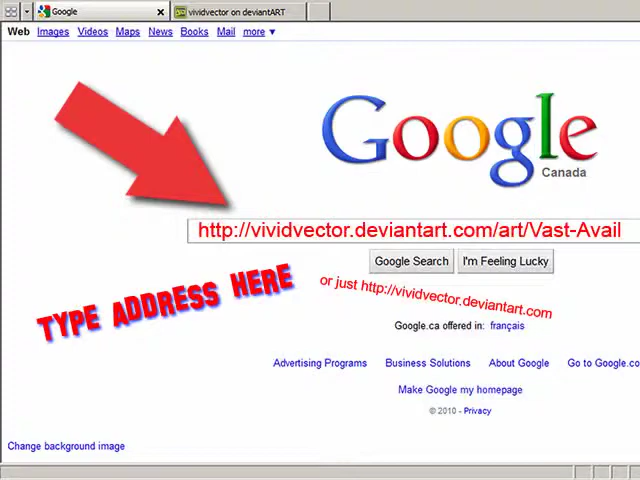 Google
vividvector on deviantART
Web Images Videos Maps News Books Mail more ▼
Google
Canada
http://vividvector.deviantart.com/art/Vast-Avail
Google Search I'm Feeling Lucky
TYPE ADDRESS HERE
or just http://vividvector.deviantart.com
Google.ca offered in: français
Advertising Programs Business Solutions About Google Go to Google.co
Make Google my homepage
© 2010 - Privacy
Change background image